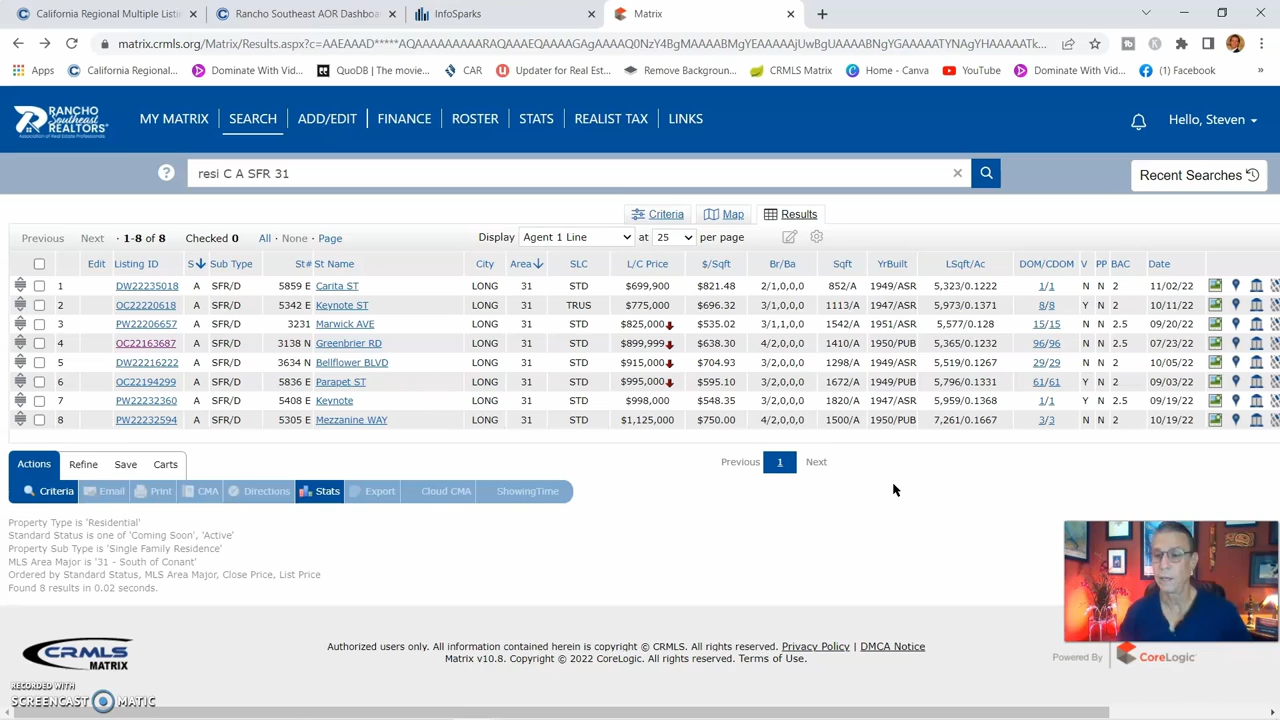 California Regional Multiple Listi
Rancho Southeast AOR Dashboa
InfoSparks
Matrix
matrix.crmls.org/Matrix/Results.aspx?c=AAEAAAD*****AQAAAAAAAAARAQAAAEQAAAAGAgAAAAQ0NzY4BgMAAAABMgYEAAAAAjUwBgUAAAABNgYGAAAAATYNAgYHAAAAATk...
Apps
California Regional...
Dominate With Vid...
QuoDB | The movie...
CAR
Updater for Real Est...
Remove Backgroun...
CRMLS Matrix
Home - Canva
YouTube
Dominate With Vid...
(1) Facebook
»
RANCHO Southeast REALTORS®
MY MATRIX SEARCH ADD/EDIT FINANCE ROSTER STATS REALIST TAX LINKS
Hello, Steven
? resi C A SFR 31
Recent Searches
Criteria Map Results
Previous Next · 1-8 of 8 Checked 0 All · None · Page Display Agent 1 Line at 25 per page
Edit Listing ID S Sub Type St# St Name City Area SLC L/C Price $/Sqft Br/Ba Sqft YrBuilt LSqft/Ac DOM/CDOM V PP BAC Date
1 DW22235018 A SFR/D 5859 E Carita ST LONG 31 STD $699,900 $821.48 2/1,0,0,0 852/A 1949/ASR 5,323/0.1222 1/1 N N 2 11/02/22
2 OC22220618 A SFR/D 5342 E Keynote ST LONG 31 TRUS $775,000 $696.32 3/2,0,0,0 1113/A 1947/ASR 5,973/0.1371 8/8 Y N 2 10/11/22
3 PW22206657 A SFR/D 3231 Marwick AVE LONG 31 STD $825,000 $535.02 3/1,1,0,0 1542/A 1951/ASR 5,577/0.128 15/15 N N 2.5 09/20/22
4 OC22163687 A SFR/D 3138 N Greenbrier RD LONG 31 STD $899,999 $638.30 4/2,0,0,0 1410/A 1950/PUB 5,365/0.1232 96/96 N N 2.5 07/23/22
5 DW22216222 A SFR/D 3634 N Bellflower BLVD LONG 31 STD $915,000 $704.93 3/2,0,0,0 1298/A 1949/ASR 5,519/0.1267 29/29 N N 2 10/05/22
6 OC22194299 A SFR/D 5836 E Parapet ST LONG 31 STD $995,000 $595.10 3/2,0,0,0 1672/A 1949/PUB 5,796/0.1331 61/61 Y N 2 09/03/22
7 PW22232360 A SFR/D 5408 E Keynote LONG 31 STD $998,000 $548.35 3/2,0,0,0 1820/A 1947/ASR 5,959/0.1368 1/1 Y N 2.5 09/19/22
8 PW22232594 A SFR/D 5305 E Mezzanine WAY LONG 31 STD $1,125,000 $750.00 4/2,0,0,0 1500/A 1950/PUB 7,261/0.1667 3/3 N N 2 10/19/22
Actions Refine Save Carts
Previous 1 Next
Criteria Email Print CMA Directions Stats Export Cloud CMA ShowingTime
Property Type is 'Residential'
Standard Status is one of 'Coming Soon', 'Active'
Property Sub Type is 'Single Family Residence'
MLS Area Major is '31 - South of Conant'
Ordered by Standard Status, MLS Area Major, Close Price, List Price
Found 8 results in 0.02 seconds.
CRMLS
MATRIX
Authorized users only. All information contained herein is copyright © CRMLS. All rights reserved. Privacy Policy | DMCA Notice
Matrix v10.8. Copyright © 2022 CoreLogic. All rights reserved. Terms of Use.
Powered By CoreLogic
RECORDED WITH
SCREENCAST MATIC